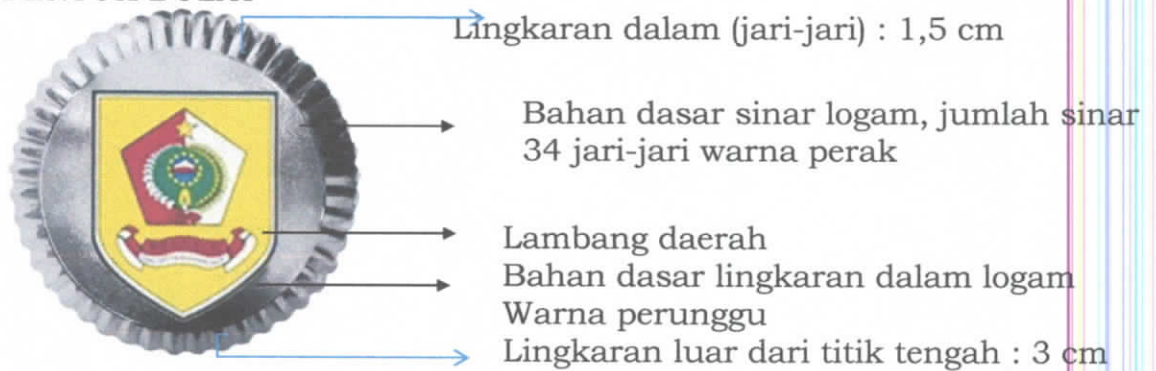 Lingkaran dalam (jari-jari) : 1,5 cm
Bahan dasar sinar logam, jumlah sinar
34 jari-jari warna perak
Lambang daerah
Bahan dasar lingkaran dalam logam
Warna perunggu
Lingkaran luar dari titik tengah : 3 cm